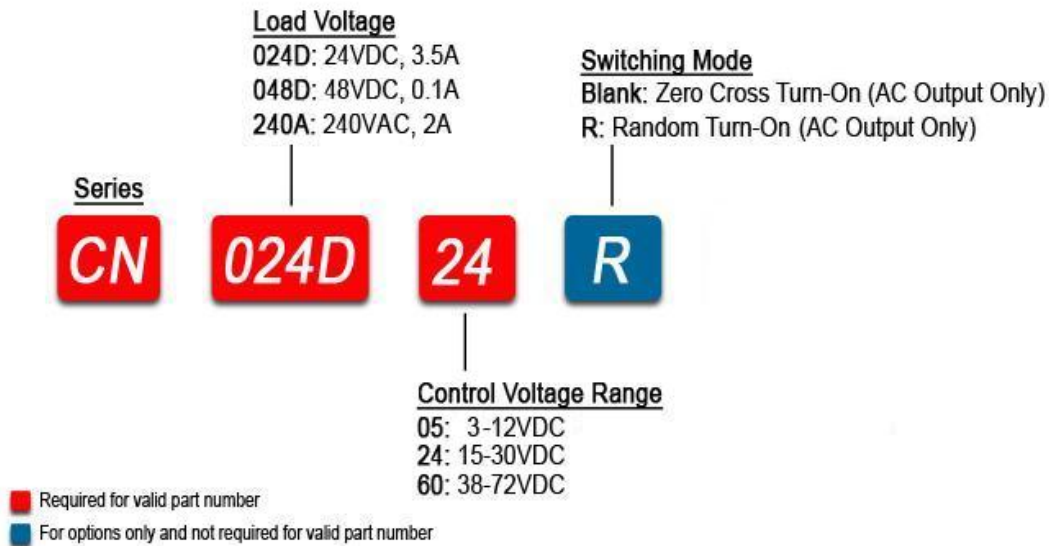 Load Voltage
024D: 24VDC, 3.5A
048D: 48VDC, 0.1A
240A: 240VAC, 2A
Switching Mode
Blank: Zero Cross Turn-On (AC Output Only)
R: Random Turn-On (AC Output Only)
Series
CN 024D 24 R
Control Voltage Range
05: 3-12VDC
24: 15-30VDC
60: 38-72VDC
Required for valid part number
For options only and not required for valid part number